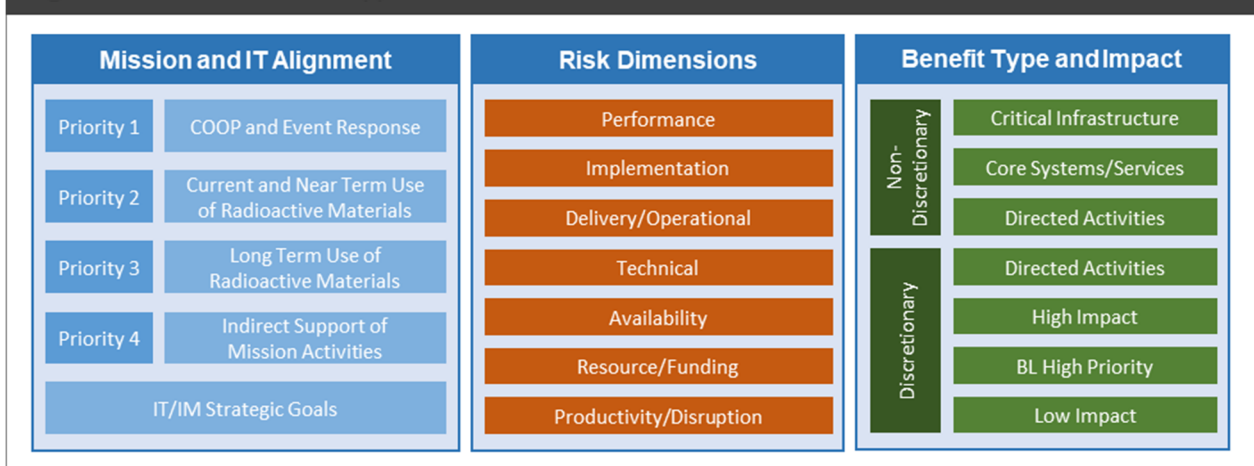 Mission and IT Alignment
Priority 1
COOP and Event Response
Priority 2
Current and Near Term Use
of Radioactive Materials
Priority 3
Long Term Use of
Radioactive Materials
Priority 4
Indirect Support of
Mission Activities
IT/IM Strategic Goals
Risk Dimensions
Performance
Implementation
Delivery/Operational
Technical
Availability
Resource/Funding
Productivity/Disruption
Benefit Type and Impact
Non-
Discretionary
Critical Infrastructure
Core Systems/Services
Directed Activities
Discretionary
Directed Activities
High Impact
BL High Priority
Low Impact